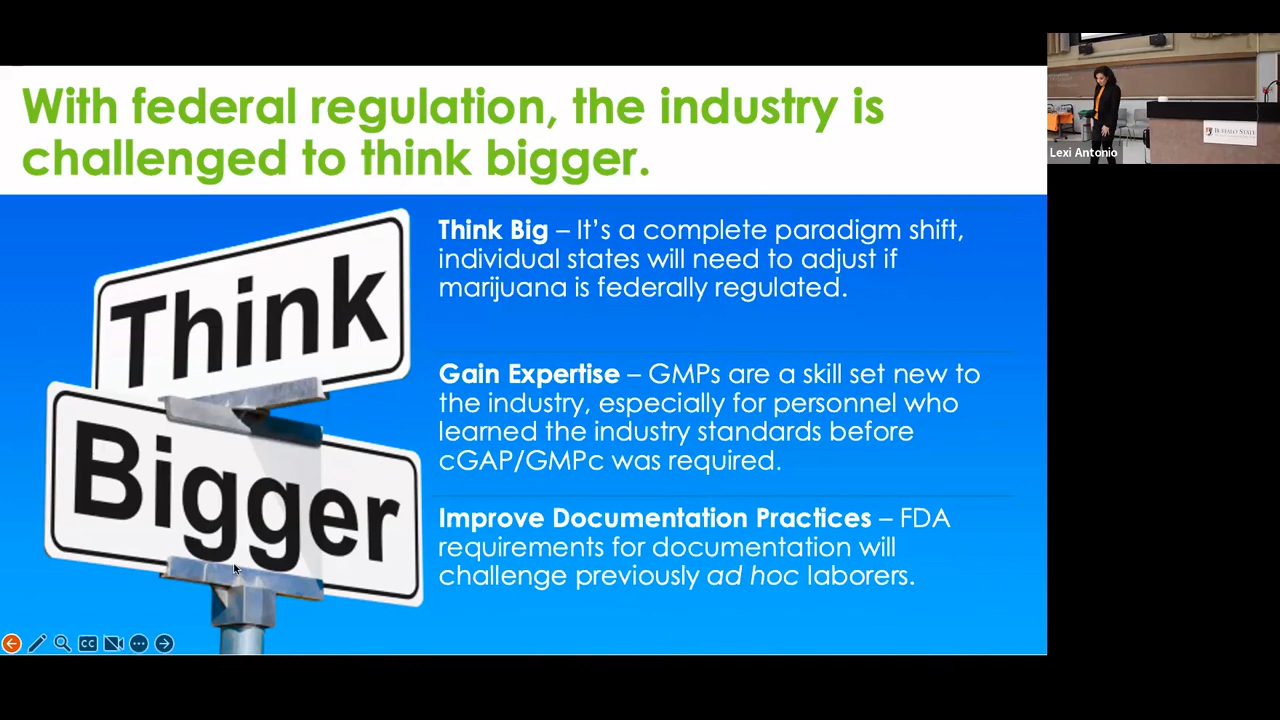 With federal regulation, the industry is
challenged to think bigger.
Think
Bigger
Think Big – It’s a complete paradigm shift,
individual states will need to adjust if
marijuana is federally regulated.
Gain Expertise – GMPs are a skill set new to
the industry, especially for personnel who
learned the industry standards before
cGAP/GMPc was required.
Improve Documentation Practices – FDA
requirements for documentation will
challenge previously ad hoc laborers.
CC
BUFFALO STATE
Lexi Antonio